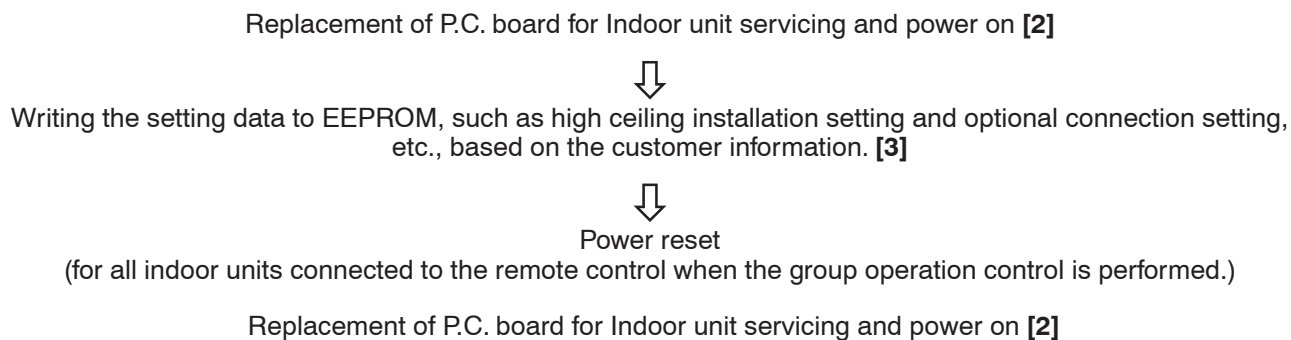 Replacement of P.C. board for Indoor unit servicing and power on [2]
Writing the setting data to EEPROM, such as high ceiling installation setting and optional connection setting,
etc., based on the customer information. [3]
Power reset
(for all indoor units connected to the remote control when the group operation control is performed.)
Replacement of P.C. board for Indoor unit servicing and power on [2]